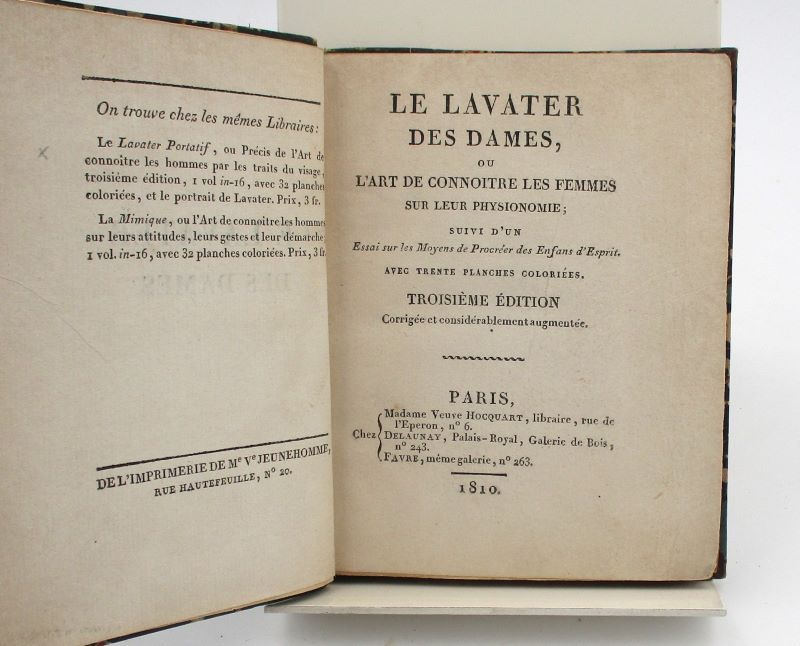 On trouve chez les mêmes Libraires:
Le Lavater Portatif, ou Précis de l'Art de
connoître les hommes par les traits du visage,
troisième édition, 1 vol in-16, avec 32 planches
coloriées, et le portrait de Lavater. Prix, 3 fr.
La Mimique, ou l'Art de connoitre les hommes
sur leurs attitudes, leurs gestes et leur démarche;
1 vol. in-16, avec 32 planches coloriées. Prix, 3 fr.
DE L'IMPRIMERIE DE Me Ve JEUNEHOMME,
RUE HAUTEFEUILLE, N° 20.
LE LAVATER
DES DAMES,
OU
L'ART DE CONNOITRE LES FEMMES
SUR LEUR PHYSIONOMIE;
SUIVI D'UN
Essai sur les Moyens de Procréer des Enfans d'Esprit.
AVEC TRENTE PLANCHES COLORIÉES.
TROISIÈME ÉDITION
Corrigée et considérablement augmentée.
PARIS,
Chez
Madame Veuve HOCQUART, libraire, rue de
l'Eperon, n° 6.
DELAUNAY, Palais-Royal, Galerie de Bois,
n° 243.
FAVRE, même galerie, n° 263.
1810.